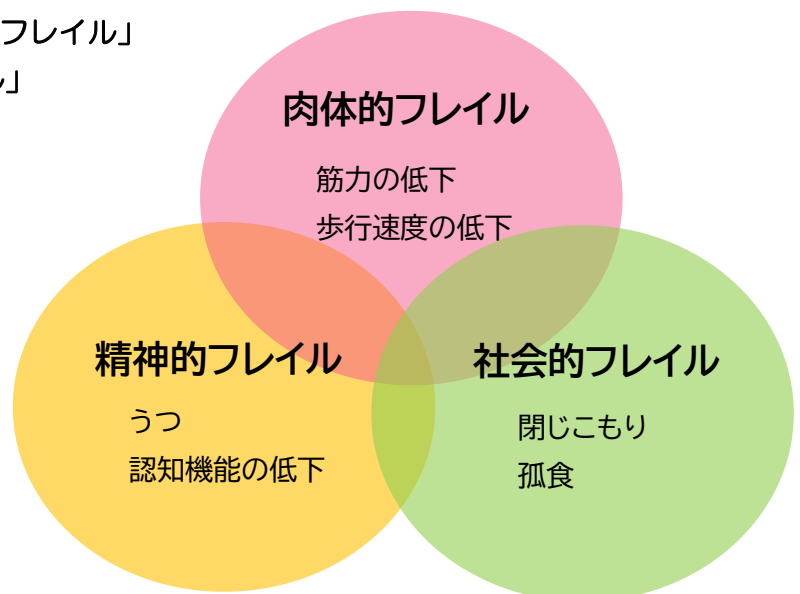 フレイル」
ル」
肉体的フレイル
筋力の低下
歩行速度の低下
精神的フレイル
うつ
認知機能の低下
社会的フレイル
閉じこもり
孤食